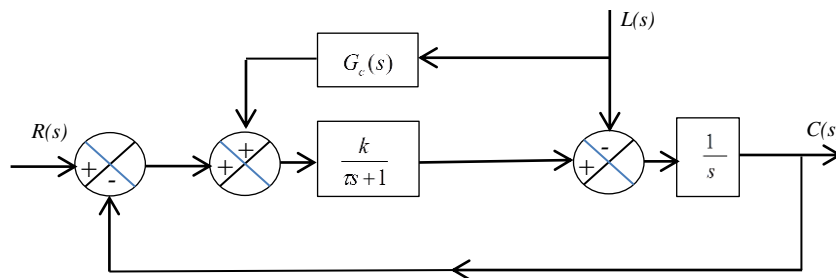 L(s)
G_c(s)
R(s)
C(s
+
-
+
+
k
τs+1
-
+
1
s